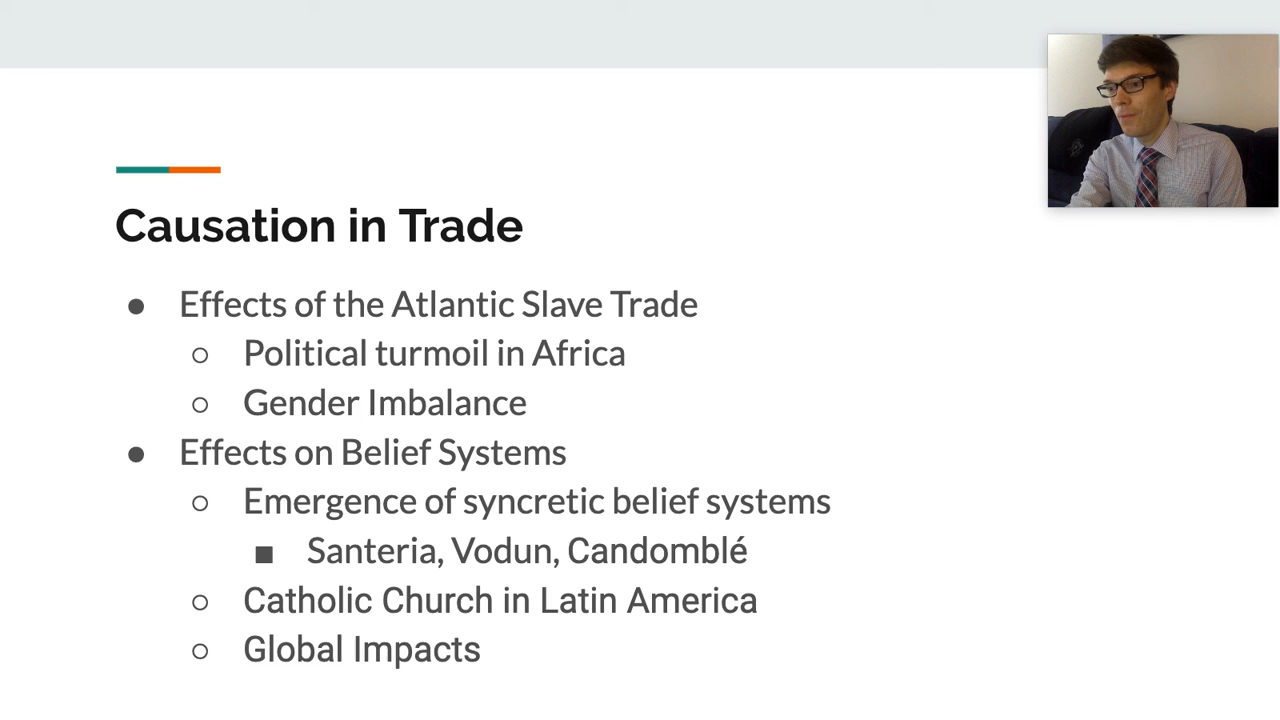 Causation in Trade
● Effects of the Atlantic Slave Trade
○ Political turmoil in Africa
○ Gender Imbalance
● Effects on Belief Systems
○ Emergence of syncretic belief systems
■ Santeria, Vodun, Candomblé
○ Catholic Church in Latin America
○ Global Impacts